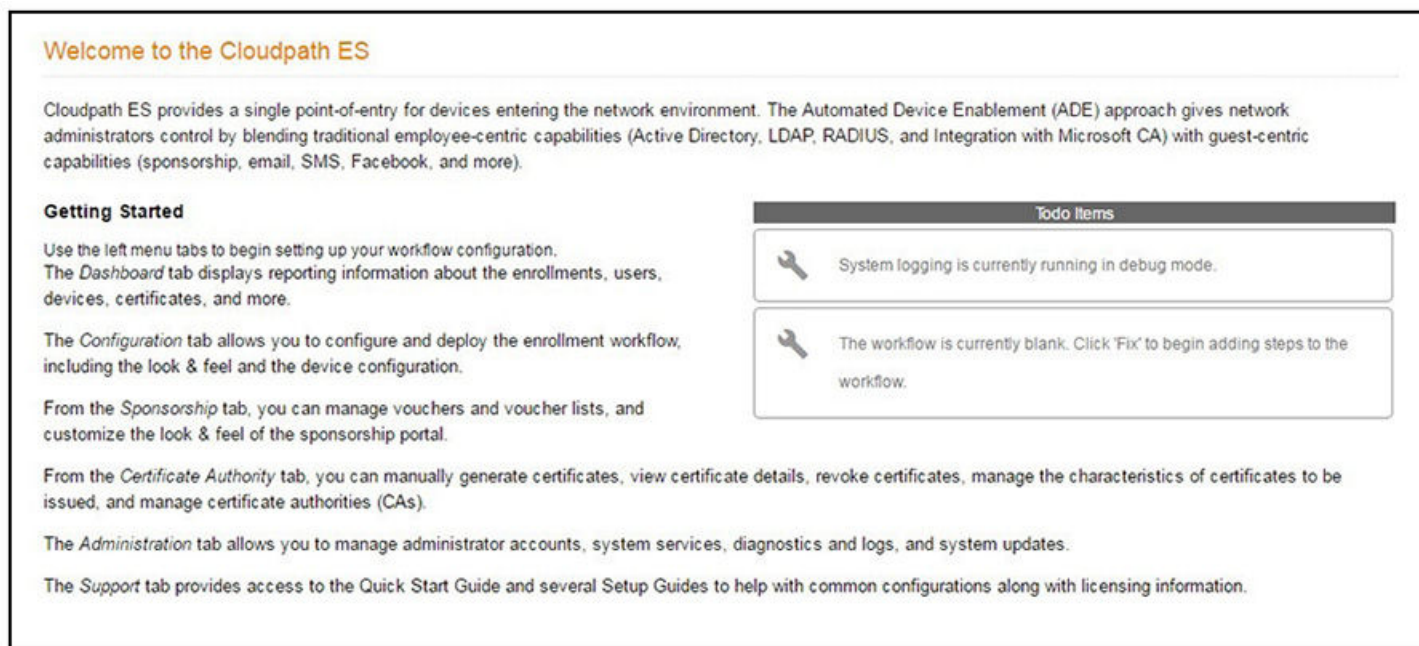 Welcome to the Cloudpath ES
Cloudpath ES provides a single point-of-entry for devices entering the network environment. The Automated Device Enablement (ADE) approach gives network
administrators control by blending traditional employee-centric capabilities (Active Directory, LDAP, RADIUS, and Integration with Microsoft CA) with guest-centric
capabilities (sponsorship, email, SMS, Facebook, and more).
Getting Started
Use the left menu tabs to begin setting up your workflow configuration.
The Dashboard tab displays reporting information about the enrollments, users,
devices, certificates, and more.
The Configuration tab allows you to configure and deploy the enrollment workflow,
including the look & feel and the device configuration.
From the Sponsorship tab, you can manage vouchers and voucher lists, and
customize the look & feel of the sponsorship portal.
Todo Items
System logging is currently running in debug mode.
The workflow is currently blank. Click 'Fix' to begin adding steps to the
workflow.
From the Certificate Authority tab, you can manually generate certificates, view certificate details, revoke certificates, manage the characteristics of certificates to be
issued, and manage certificate authorities (CAs).
The Administration tab allows you to manage administrator accounts, system services, diagnostics and logs, and system updates.
The Support tab provides access to the Quick Start Guide and several Setup Guides to help with common configurations along with licensing information.